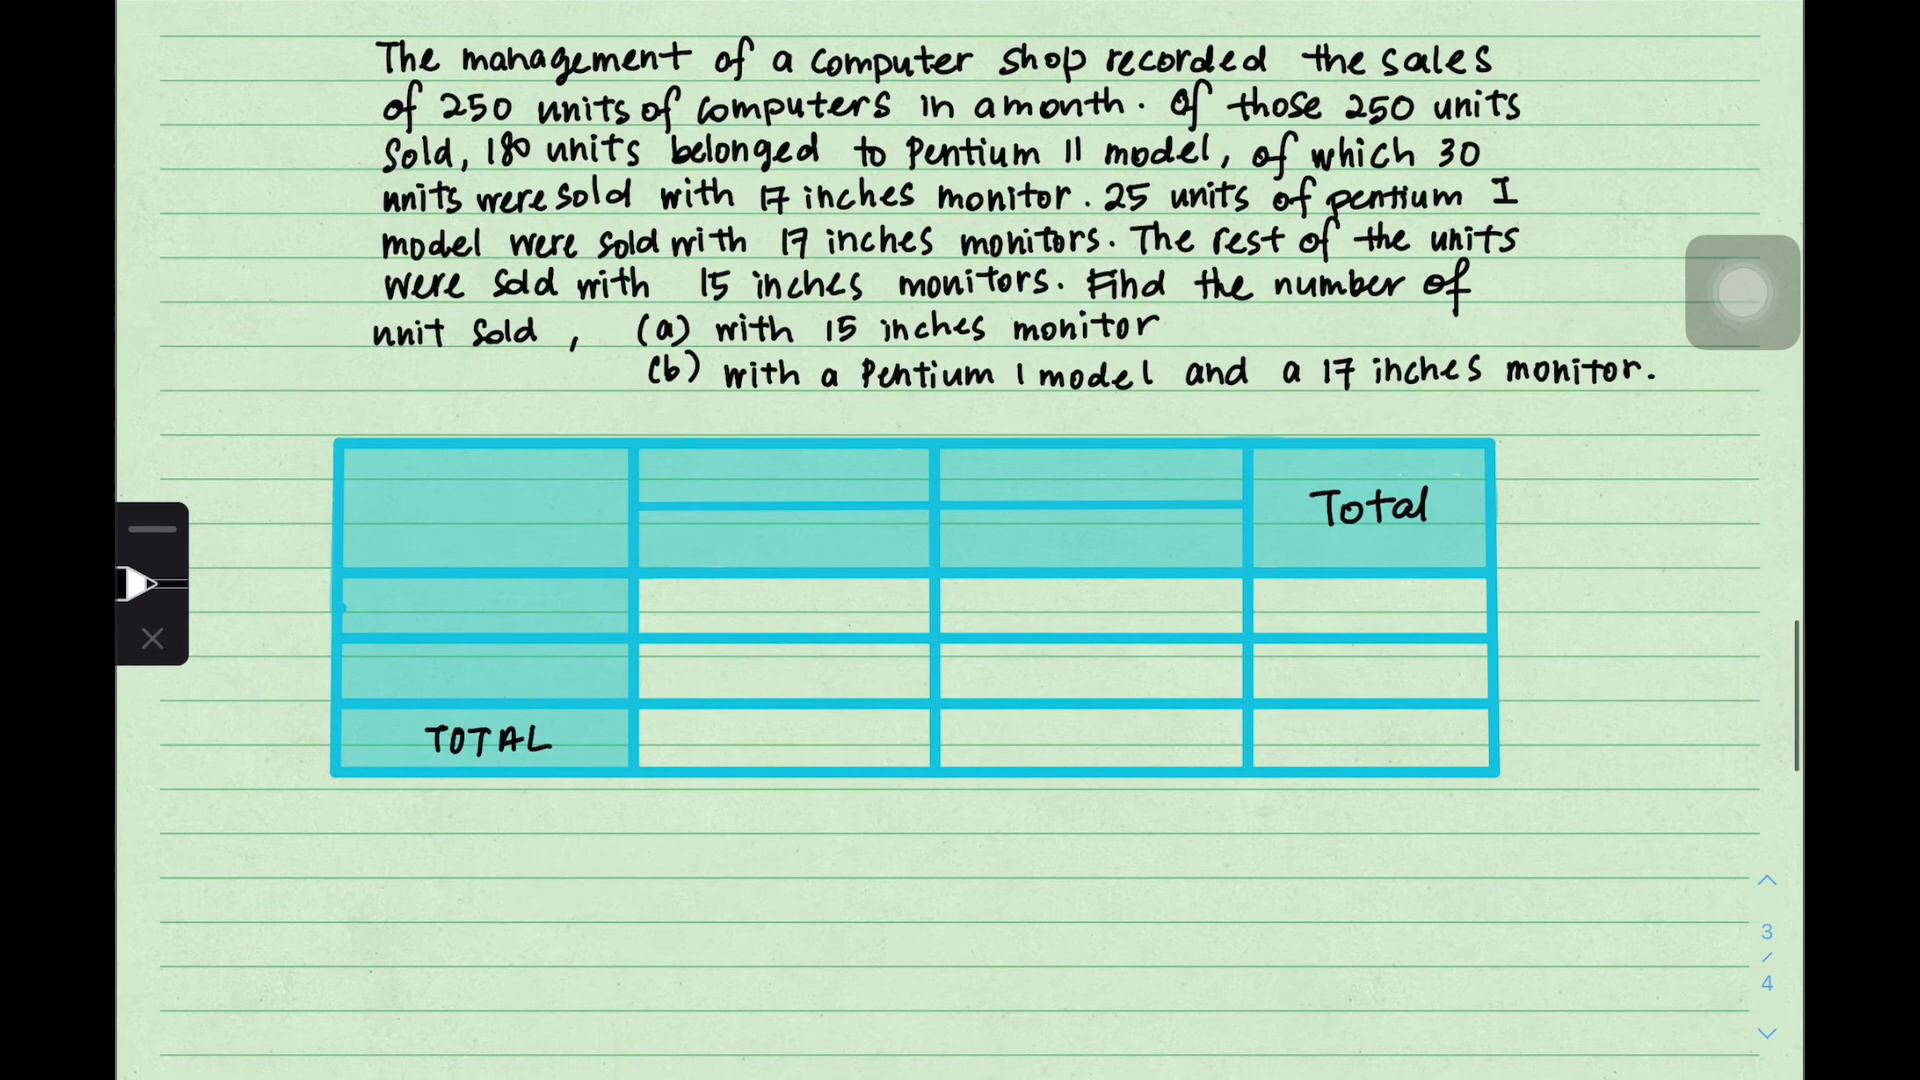 The management of a computer shop recorded the sales
of 250 units of computers in a month. Of those 250 units
sold, 180 units belonged to Pentium II model, of which 30
units were sold with 17 inches monitor. 25 units of pentium I
model were sold with 17 inches monitors. The rest of the units
were sold with 15 inches monitors. Find the number of
unit sold, (a) with 15 inches monitor
(b) with a Pentium I model and a 17 inches monitor.
Total
TOTAL
3
/
4